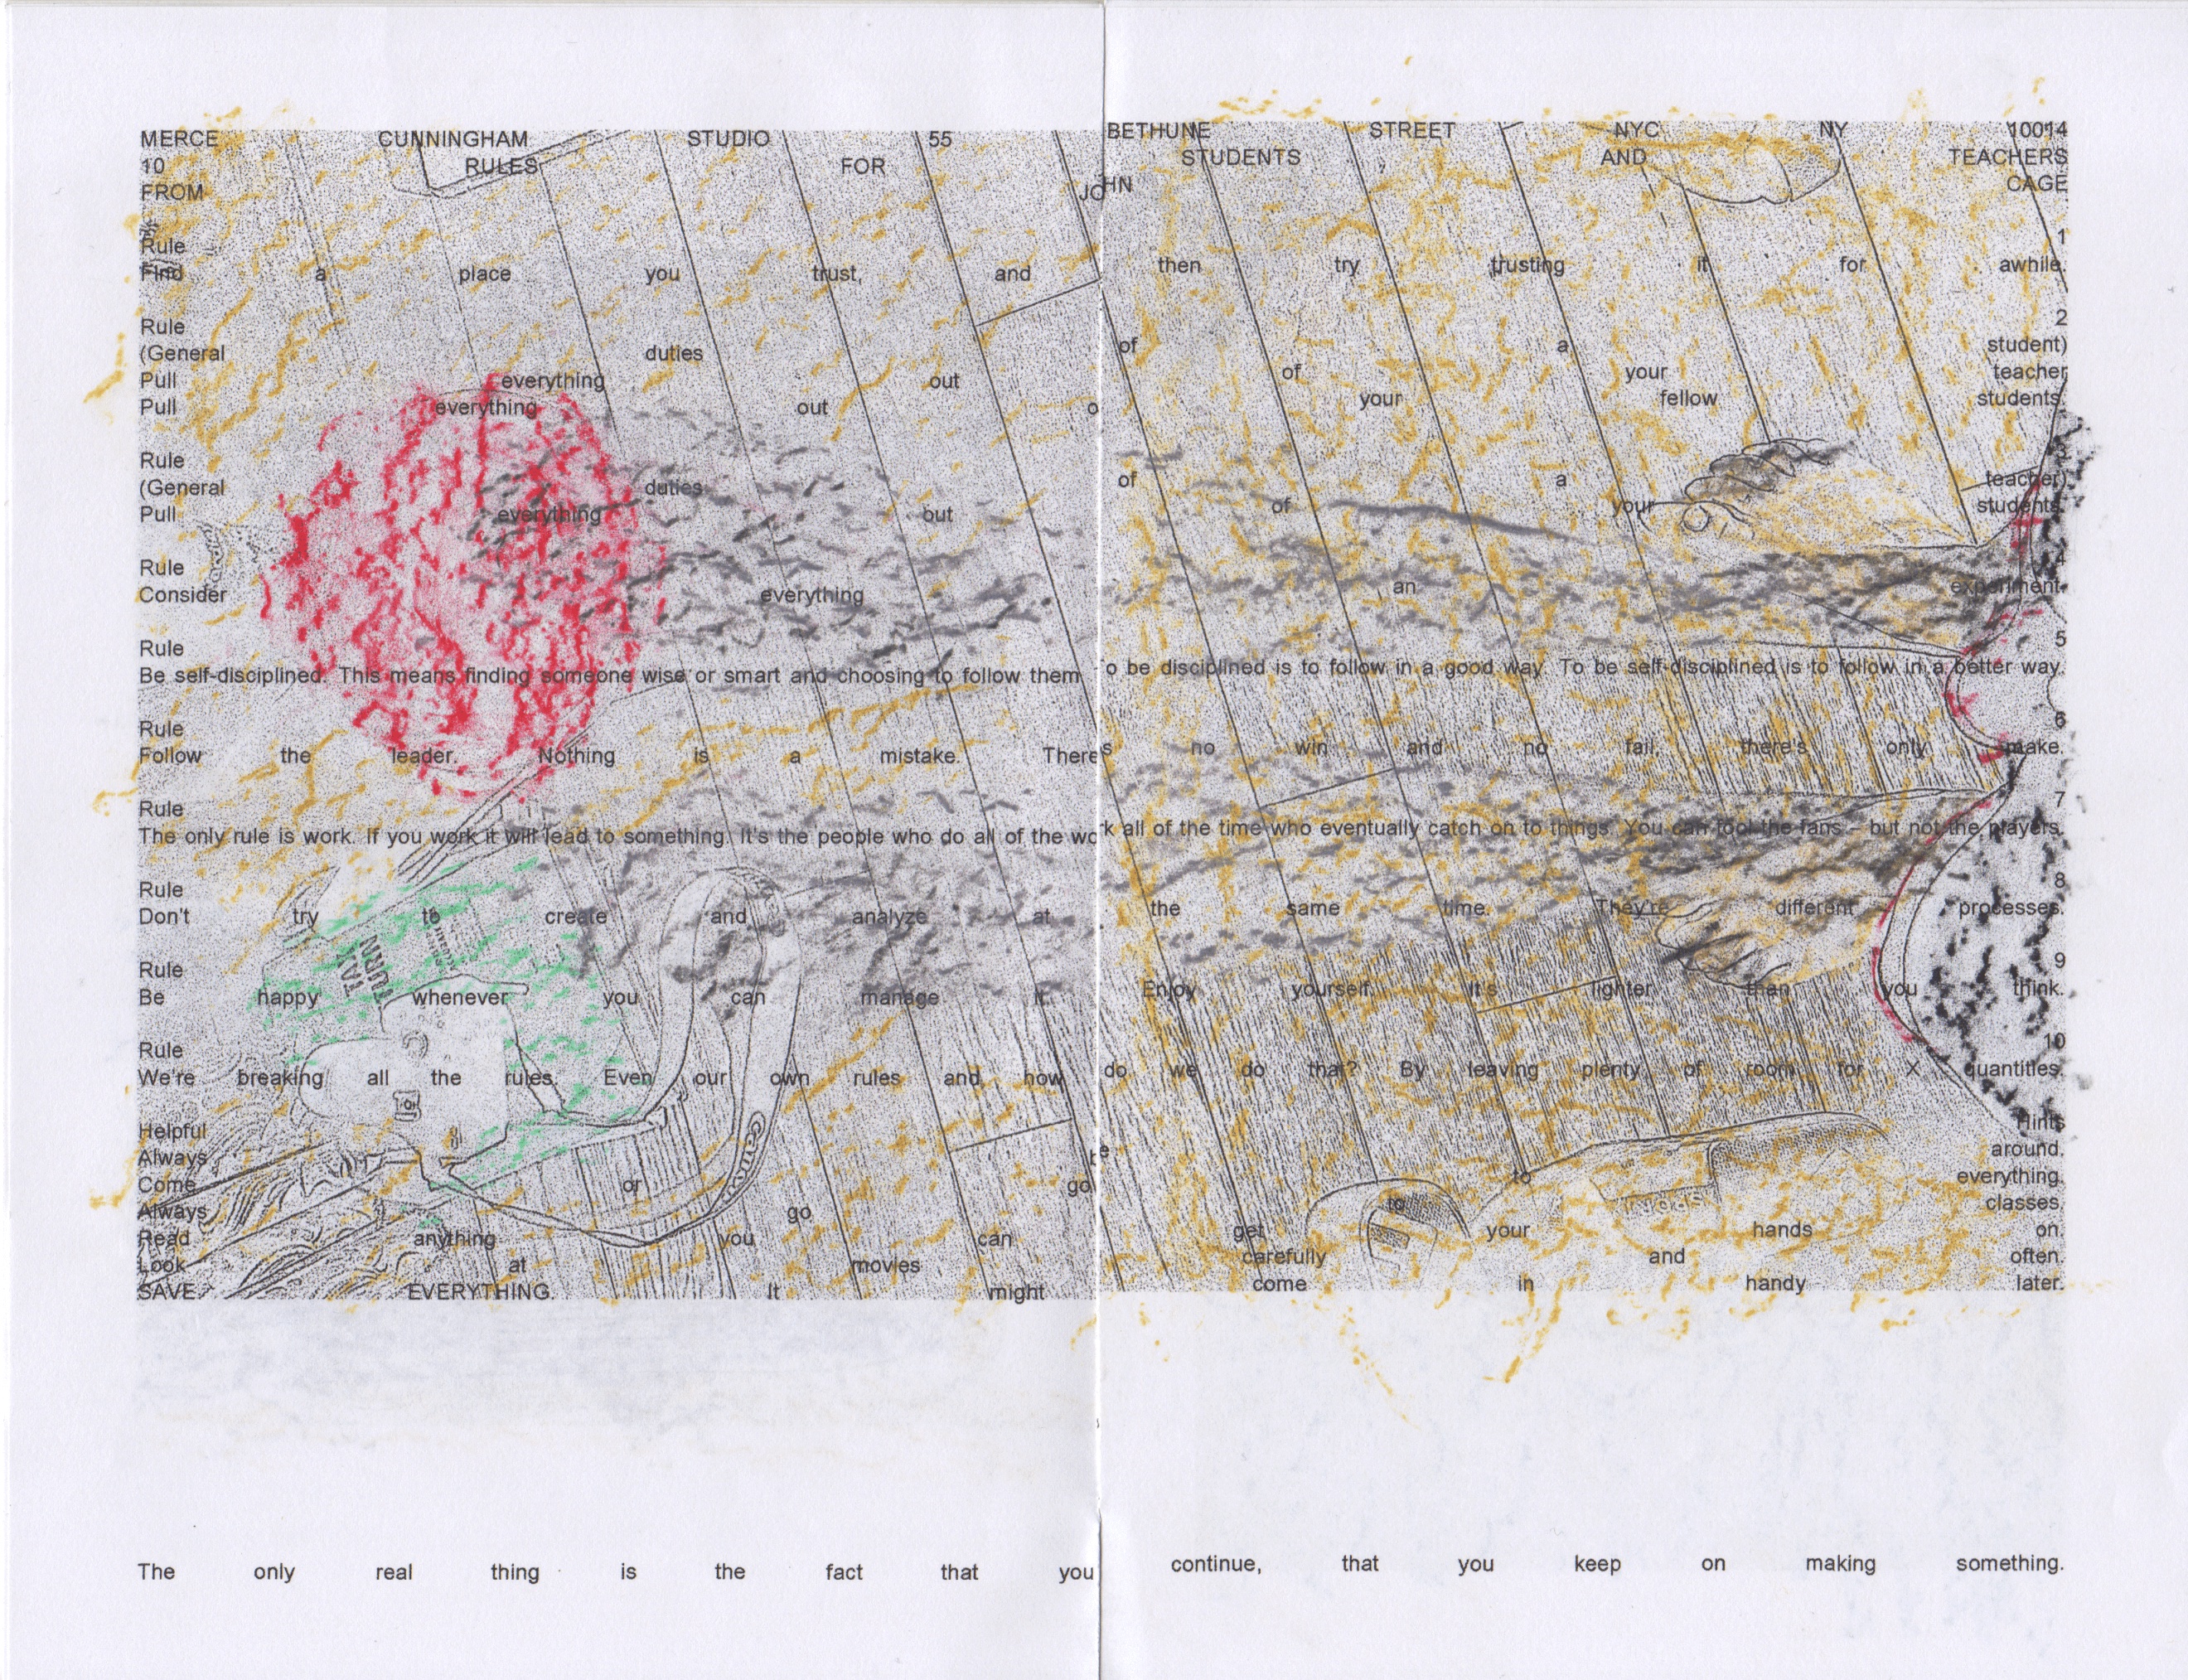 MERCE CUNNINGHAM STUDIO 55 BETHUNE STREET NYC NY 10014
10 RULES FOR STUDENTS AND TEACHERS
FROM JOHN CAGE
Rule 1
Find a place you trust, and then try trusting it for awhile.
Rule 2
(General duties of a student)
Pull everything out of your teacher
Pull everything out o your fellow students.
Rule 3
(General duties of a teacher)
Pull everything out of your students.
Rule 4
Consider everything an experiment.
Rule 5
Be self-disciplined. This means finding someone wise or smart and choosing to follow them o be disciplined is to follow in a good way. To be self-disciplined is to follow in a better way.
Rule 6
Follow the leader. Nothing is a mistake. There s no win and no fail, there's only make.
Rule 7
The only rule is work. If you work it will lead to something. It's the people who do all of the wo k all of the time who eventually catch on to things. You can fool the fans – but not the players.
Rule 8
Don't try to create and analyze at the same time. They're different processes.
Rule 9
Be happy whenever you can manage it. Enjoy yourself. It's lighter than you think.
Rule 10
We're breaking all the rules. Even our own rules and how do we do that? By leaving plenty of room for X quantities.
Helpful Hints
Always b e around.
Come or go to everything.
Always go to classes.
Read anything you can get your hands on.
Look at movies carefully and often.
SAVE EVERYTHING. It might come in handy later.
TAX
Canon
The only real thing is the fact that you continue, that you keep on making something.